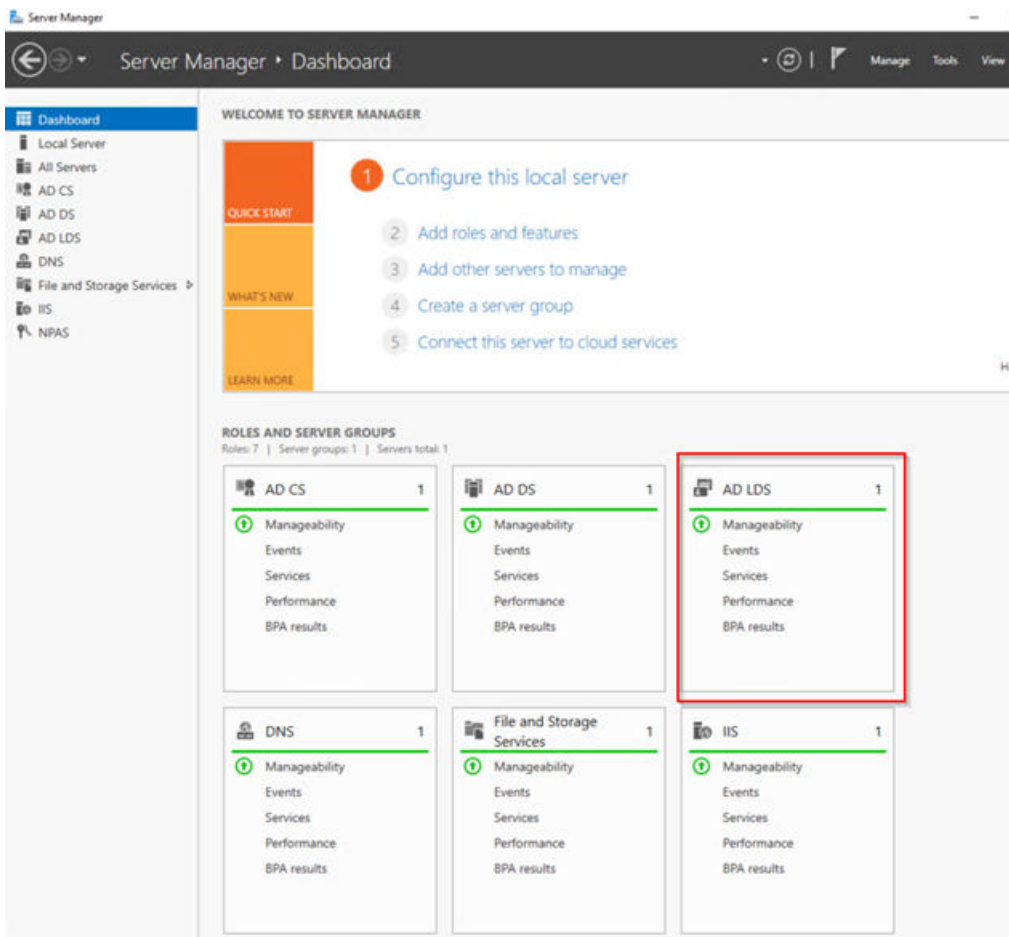 Server Manager
Server Manager • Dashboard
Manage Tools View
Dashboard
Local Server
All Servers
AD CS
AD DS
AD LDS
DNS
File and Storage Services
IIS
NPAS
WELCOME TO SERVER MANAGER
QUICK START
WHAT'S NEW
LEARN MORE
1 Configure this local server
2 Add roles and features
3 Add other servers to manage
4 Create a server group
5 Connect this server to cloud services
H
ROLES AND SERVER GROUPS
Roles: 7 | Server groups: 1 | Servers total: 1
AD CS 1
Manageability
Events
Services
Performance
BPA results
AD DS 1
Manageability
Events
Services
Performance
BPA results
AD LDS 1
Manageability
Events
Services
Performance
BPA results
DNS 1
Manageability
Events
Services
Performance
BPA results
File and Storage
Services 1
Manageability
Events
Services
Performance
BPA results
IIS 1
Manageability
Events
Services
Performance
BPA results